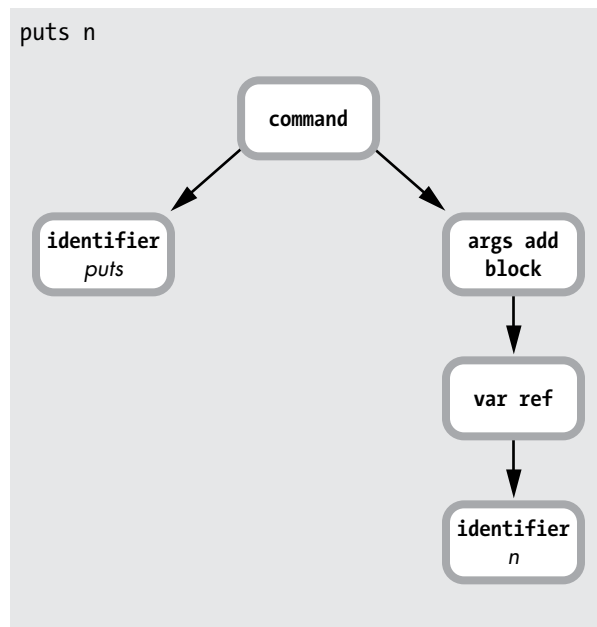 puts n
command
identifier
puts
args add
block
var ref
identifier
n